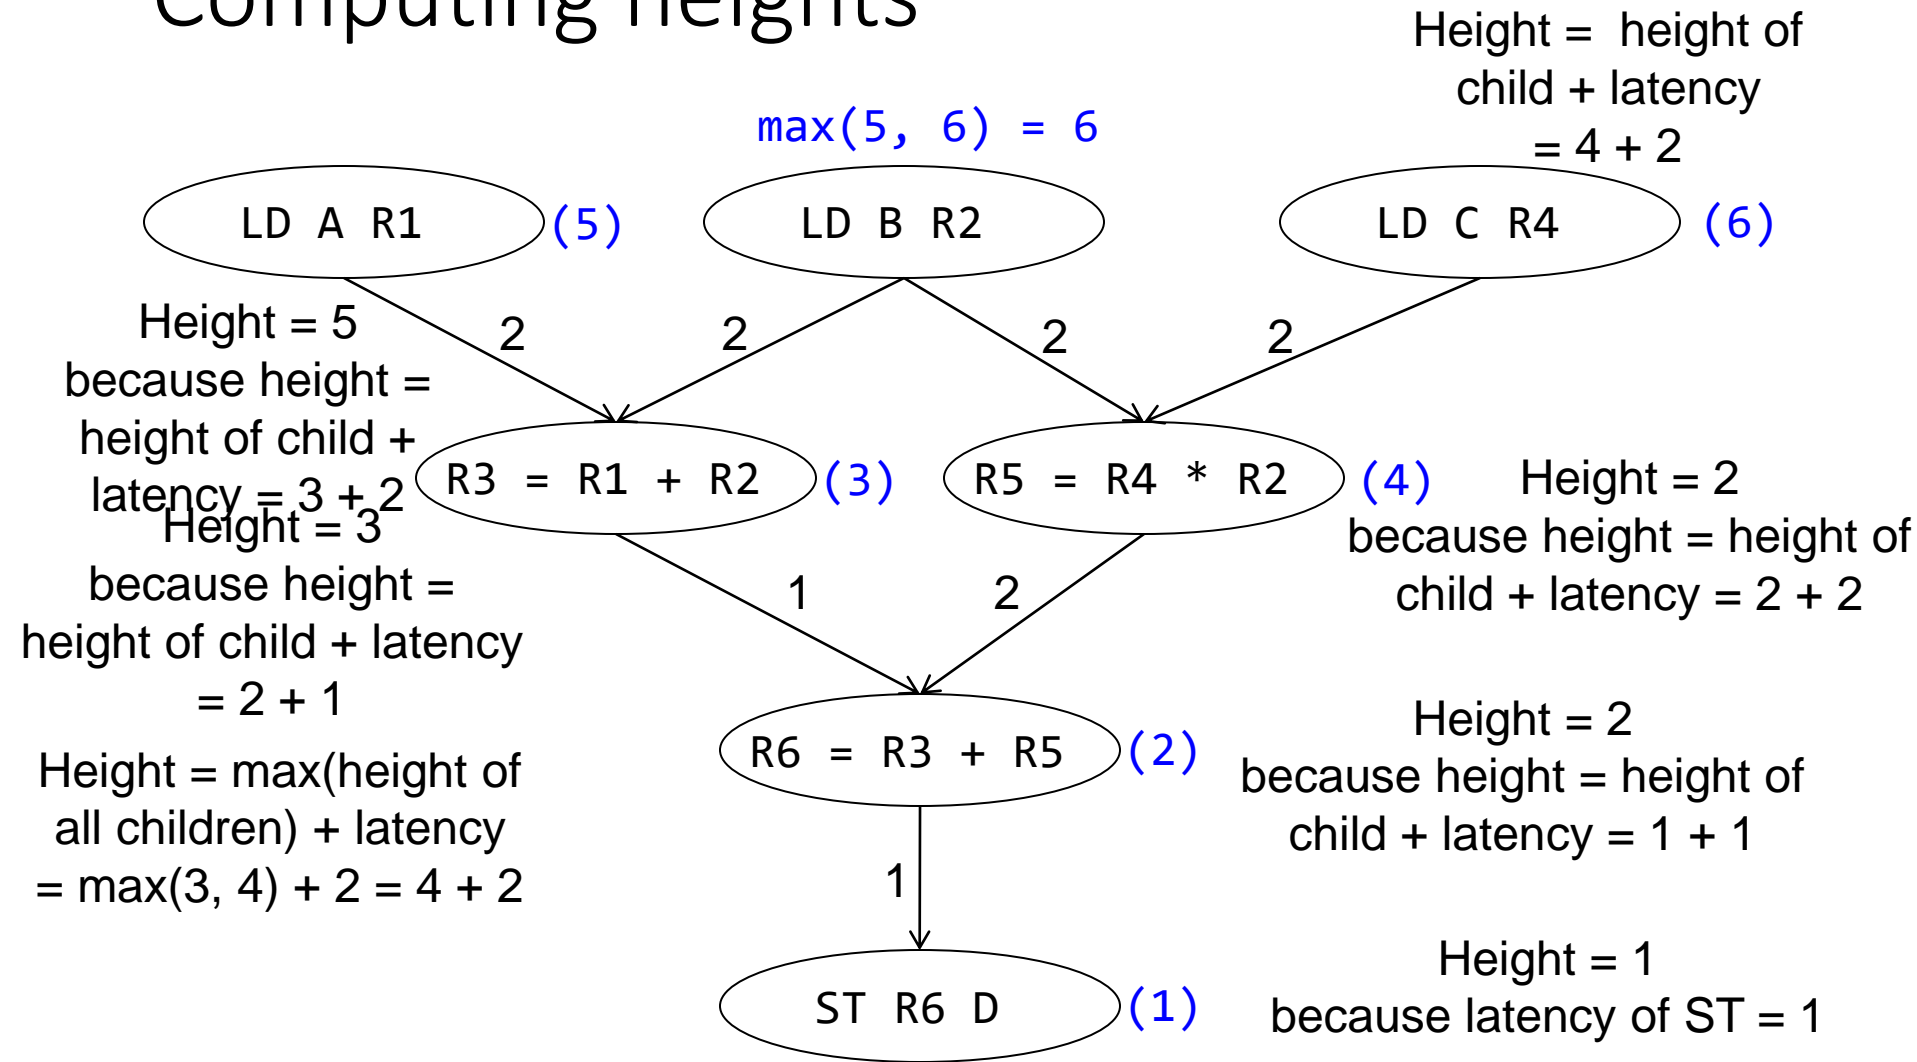 Computing heights
Height = height of
child + latency
= 4 + 2
max(5, 6) = 6
LD A R1
(5)
LD B R2
LD C R4
(6)
2
2
2
2
Height = 5
because height =
height of child +
latency = 3 + 2
R3 = R1 + R2
(3)
R5 = R4 * R2
(4)
Height = 2
because height = height of
child + latency = 2 + 2
Height = 3
because height =
height of child + latency
= 2 + 1
1
2
R6 = R3 + R5
(2)
Height = 2
because height = height of
child + latency = 1 + 1
Height = max(height of
all children) + latency
= max(3, 4) + 2 = 4 + 2
1
ST R6 D
(1)
Height = 1
because latency of ST = 1